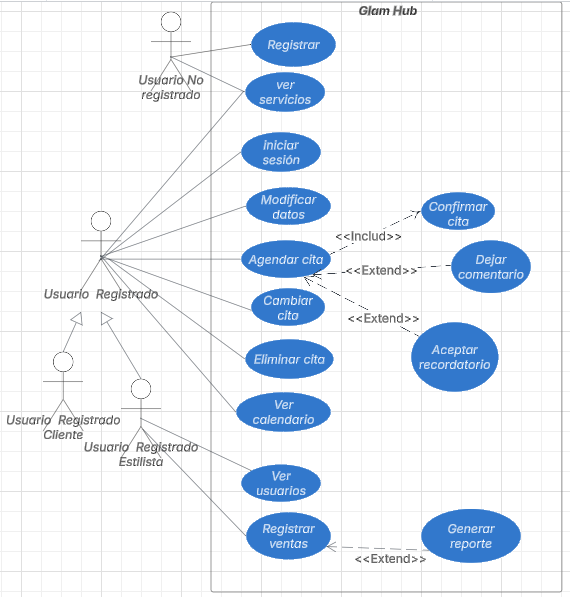 Glam Hub
Registrar
Usuario No
registrado
ver
servicios
iniciar
sesión
Modificar
datos
Confirmar
cita
<<Includ>>
Agendar cita
Dejar
comentario
<<Extend>>
Usuario Registrado
Cambiar
cita
<<Extend>>
Aceptar
recordatorio
Eliminar cita
Ver
calendario
Usuario Registrado
Cliente
Usuario Registrado
Estilista
Ver
usuarios
Registrar
ventas
Generar
reporte
<<Extend>>